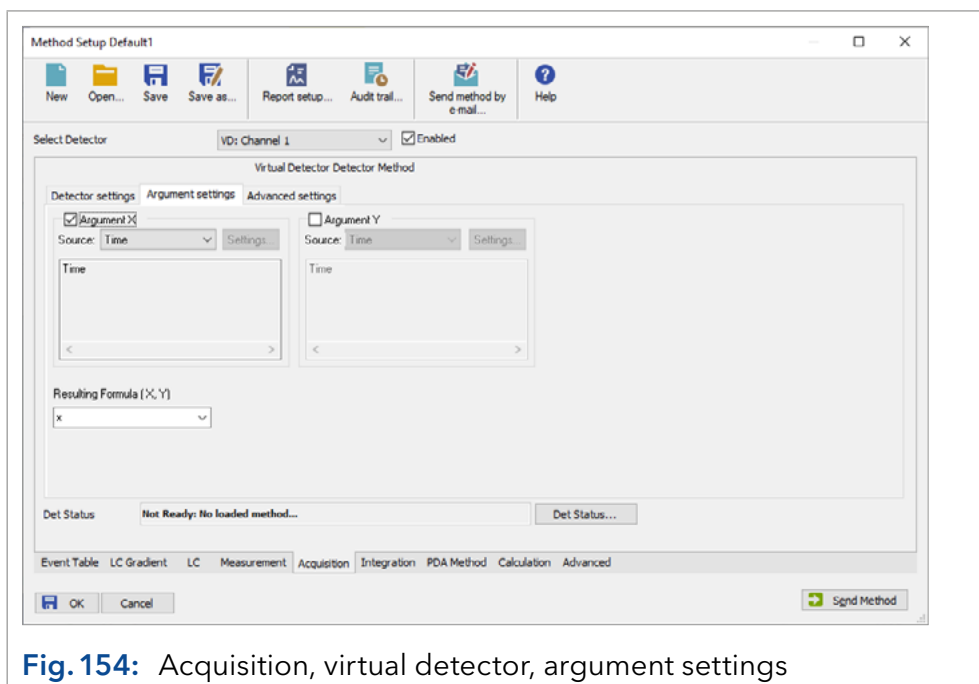 Method Setup Default1
New Open... Save Save as... Report setup... Audit trail... Send method by e-mail... Help
Select Detector VD: Channel 1 Enabled
Virtual Detector Detector Method
Detector settings Argument settings Advanced settings
Argument X Argument Y
Source: Time Settings... Source: Time Settings...
Time Time
Resulting Formula (X, Y)
x
Det Status Not Ready: No loaded method... Det Status...
Event Table LC Gradient LC Measurement Acquisition Integration PDA Method Calculation Advanced
OK Cancel Send Method
Fig. 154: Acquisition, virtual detector, argument settings